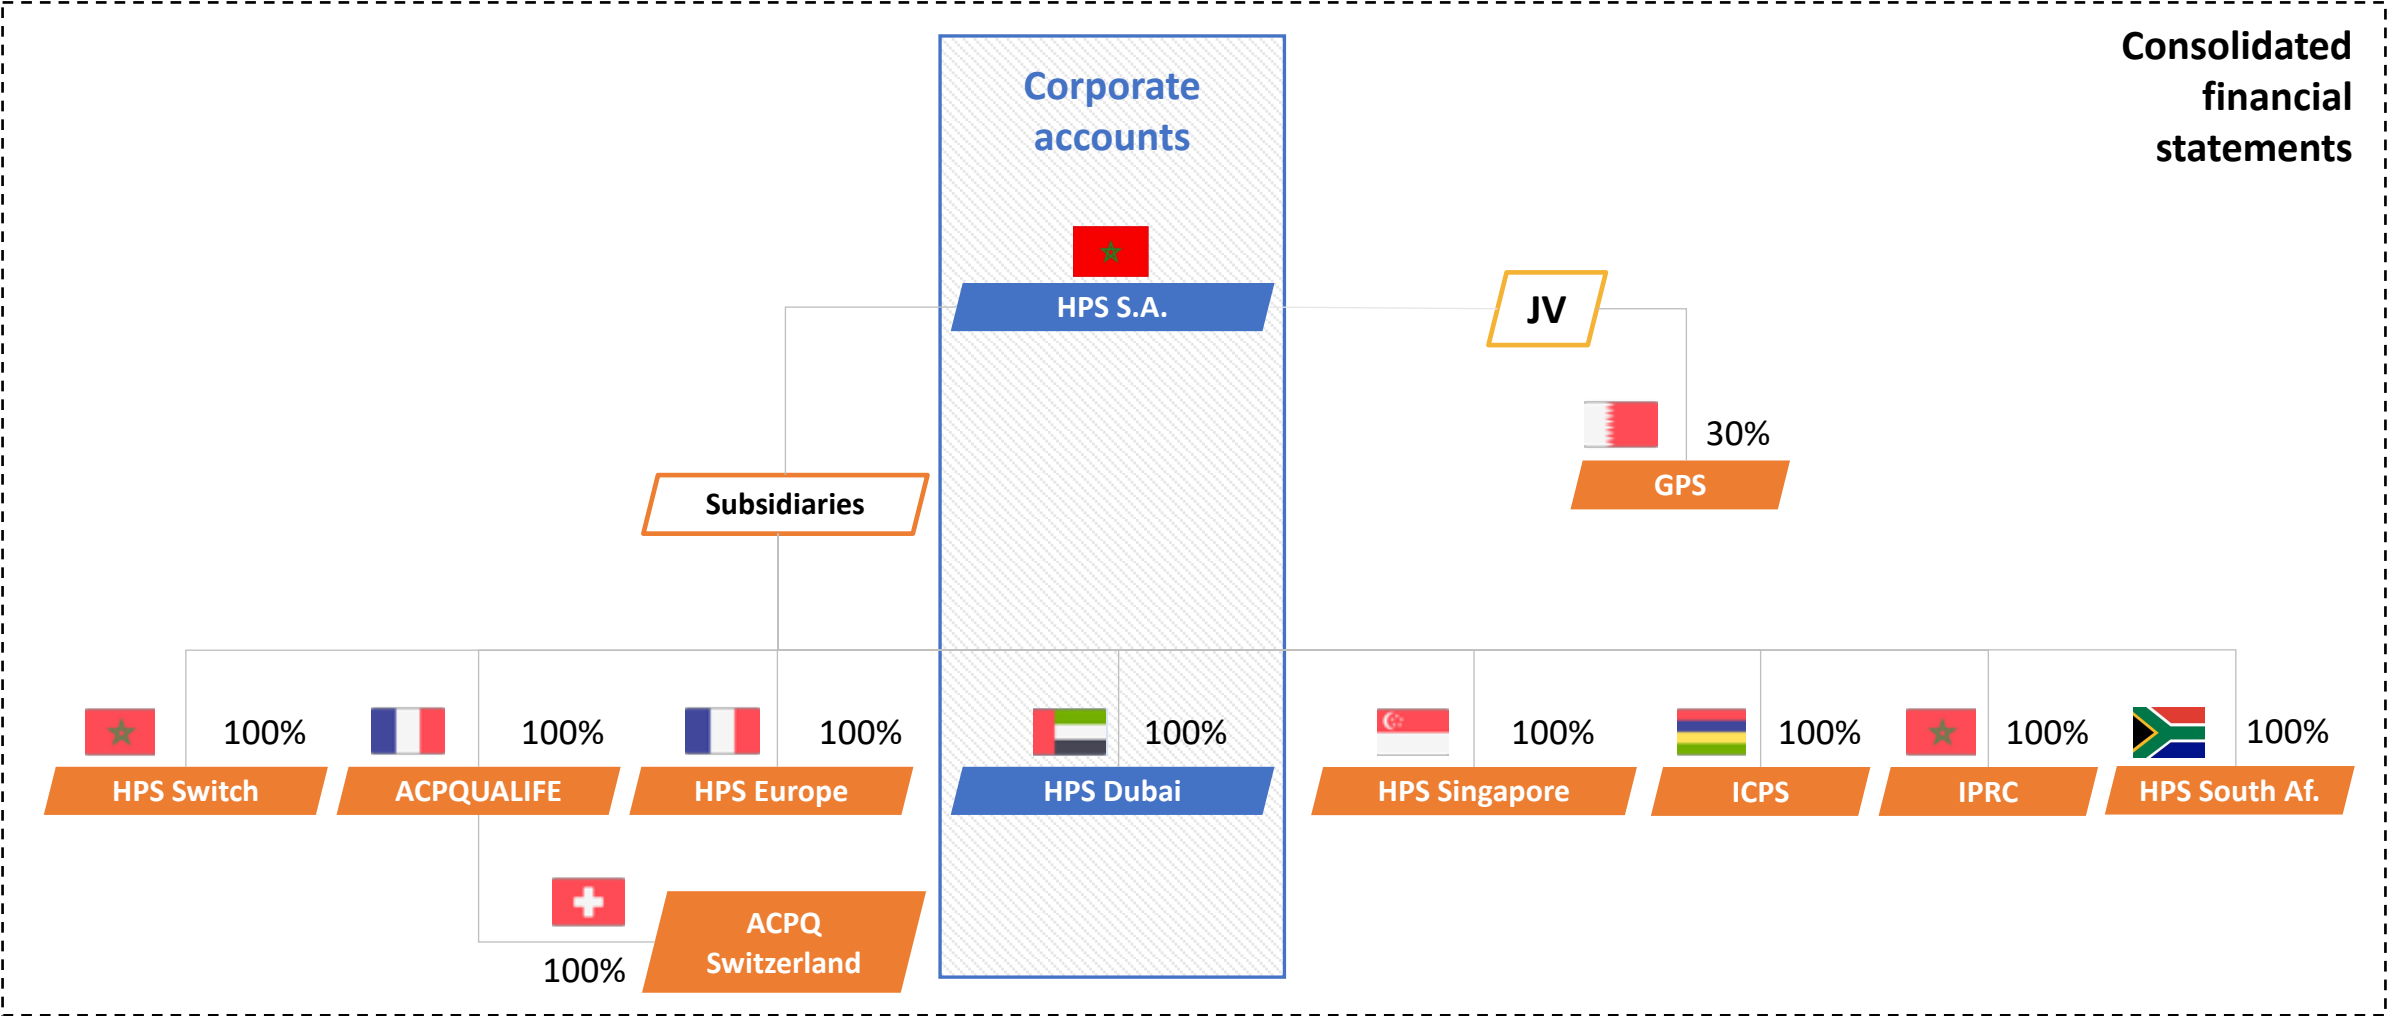 Consolidated
financial
statements
Corporate
accounts
HPS S.A.
JV
30%
GPS
Subsidiaries
100%
100%
100%
100%
100%
100%
100%
100%
HPS Switch
ACPQUALIFE
HPS Europe
HPS Dubai
HPS Singapore
ICPS
IPRC
HPS South Af.
100%
ACPQ
Switzerland